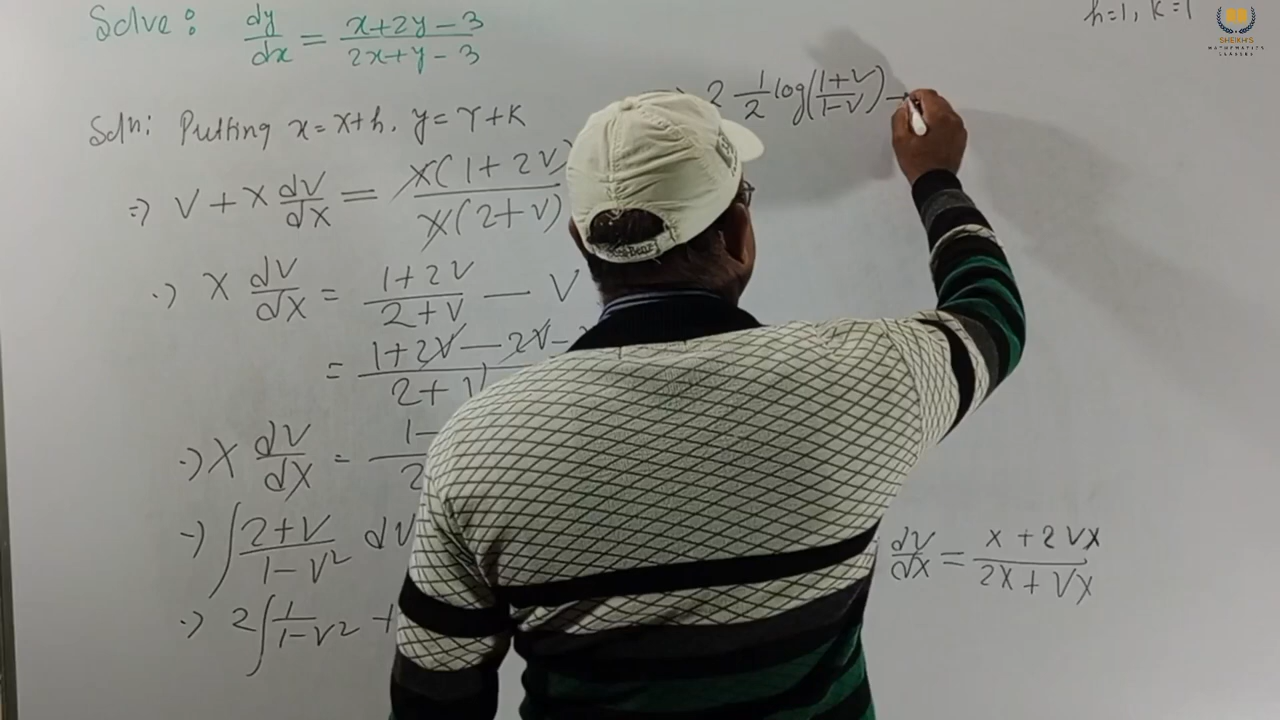 Solve: dy/dx = x+2y-3 / 2x+y-3
h=1, k=1
SHEIKH'S
MATHEMATICS
CLASSES
Soln: Putting x=X+h, y=Y+K
=> V + X dV/dX = X(1+2V) / X(2+V)
=> X dV/dX = 1+2V / 2+V - V
= 1+2V-2V- / 2+V
=> X dV/dX = 1- / 2
=> ∫ 2+V / 1-V² dV
=> 2∫ 1 / 1-V² +
2 1/2 log(1+V / 1-V) -
dV/dX = X+2VX / 2X+VX